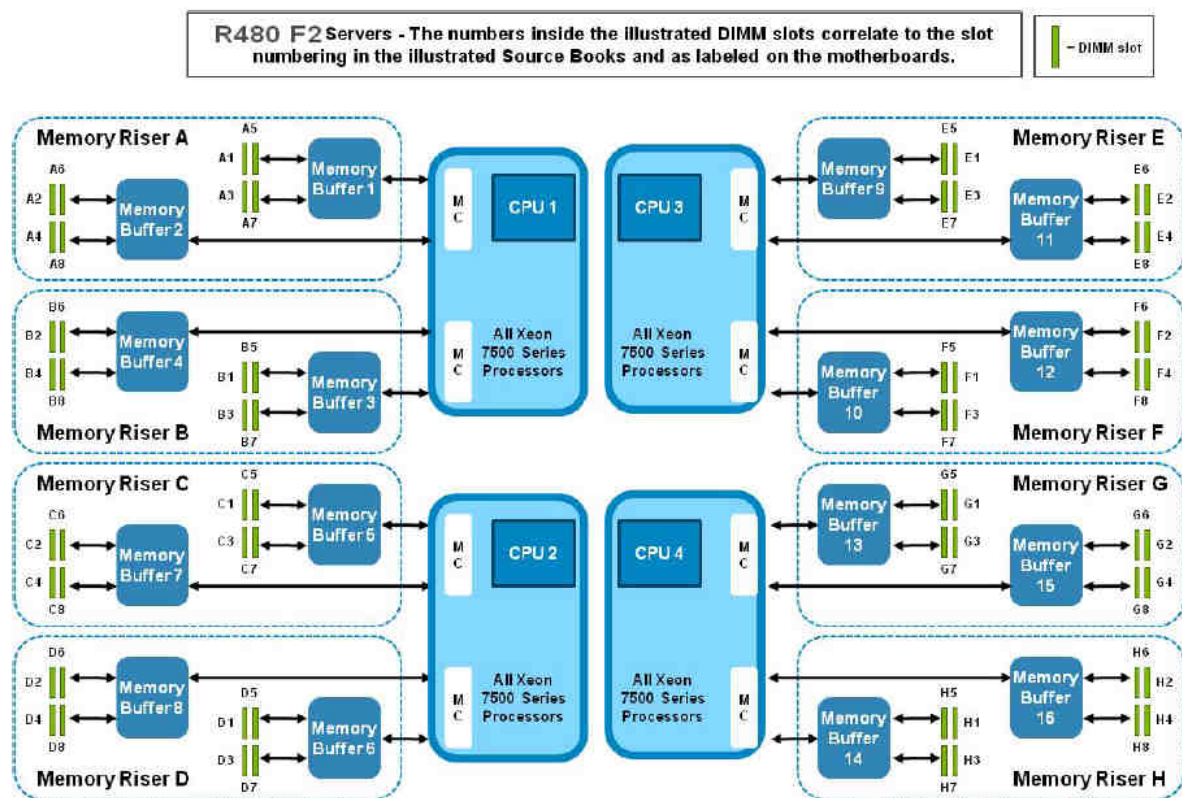 R480 F2 Servers - The numbers inside the illustrated DIMM slots correlate to the slot
numbering in the illustrated Source Books and as labeled on the motherboards.
= DIMM slot
Memory Riser A
A6
A2
A4
A8
Memory
Buffer 2
A5
A1
A3
A7
Memory
Buffer 1
Memory Riser B
B6
B2
B4
B8
Memory
Buffer 4
B5
B1
B3
B7
Memory
Buffer 3
MC
CPU 1
MC
All Xeon
7500 Series
Processors
CPU 3
MC
All Xeon
7500 Series
Processors
MC
Memory Riser E
Memory
Buffer 9
E5
E1
E3
E7
Memory
Buffer
11
E6
E2
E4
E8
Memory
Buffer
12
F6
F2
F4
F8
Memory
Buffer
10
F5
F1
F3
F7
Memory Riser F
Memory Riser C
C6
C2
C4
C8
Memory
Buffer 7
C5
C1
C3
C7
Memory
Buffer 5
D6
D2
D4
D8
Memory
Buffer 8
D5
D1
D3
D7
Memory
Buffer 6
Memory Riser D
MC
CPU 2
MC
All Xeon
7500 Series
Processors
CPU 4
MC
All Xeon
7500 Series
Processors
MC
Memory Riser G
Memory
Buffer
13
G5
G1
G3
G7
Memory
Buffer
15
G6
G2
G4
G8
Memory
Buffer
16
H6
H2
H4
H8
Memory
Buffer
14
H5
H1
H3
H7
Memory Riser H